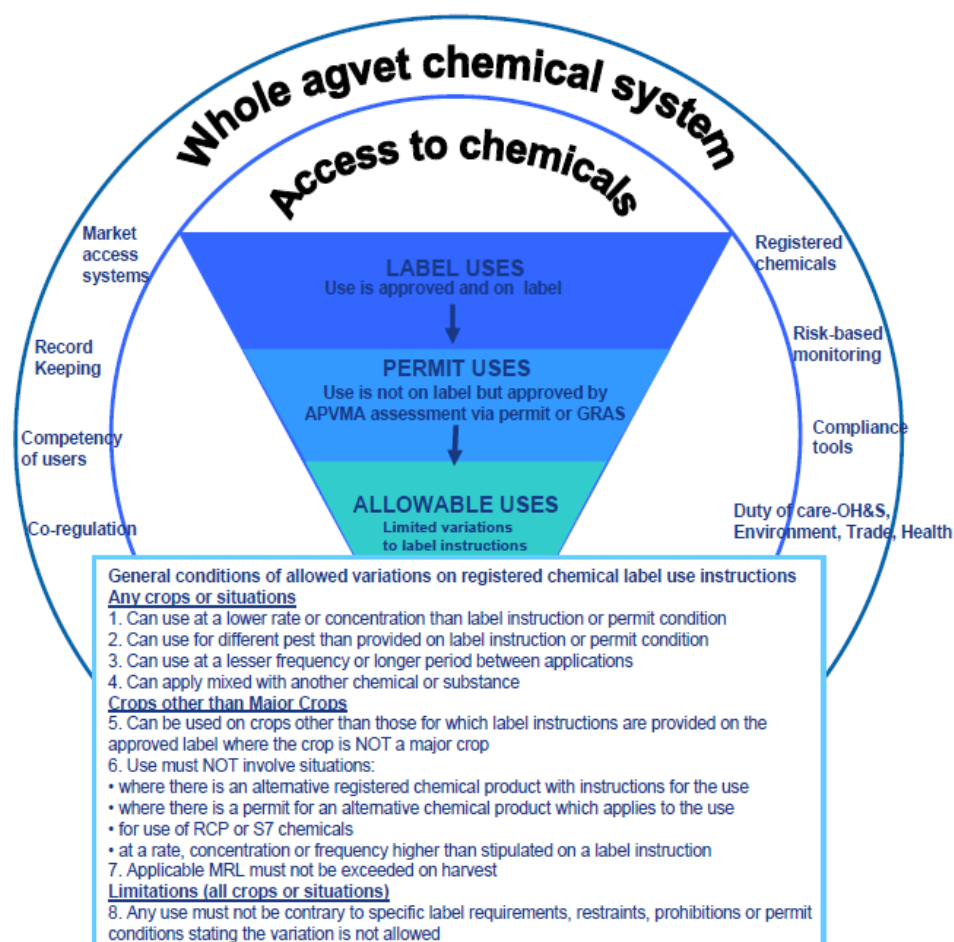 Whole agvet chemical system
Access to chemicals
Market
access
systems
Record
Keeping
Competency
of users
Co-regulation
LABEL USES
Use is approved and on label
PERMIT USES
Use is not on label but approved by
APVMA assessment via permit or GRAS
ALLOWABLE USES
Limited variations
to label instructions
Registered
chemicals
Risk-based
monitoring
Compliance
tools
Duty of care-OH&S,
Environment, Trade, Health
General conditions of allowed variations on registered chemical label use instructions
Any crops or situations
1. Can use at a lower rate or concentration than label instruction or permit condition
2. Can use for different pest than provided on label instruction or permit condition
3. Can use at a lesser frequency or longer period between applications
4. Can apply mixed with another chemical or substance
Crops other than Major Crops
5. Can be used on crops other than those for which label instructions are provided on the
approved label where the crop is NOT a major crop
6. Use must NOT involve situations:
• where there is an alternative registered chemical product with instructions for the use
• where there is a permit for an alternative chemical product which applies to the use
• for use of RCP or S7 chemicals
• at a rate, concentration or frequency higher than stipulated on a label instruction
7. Applicable MRL must not be exceeded on harvest
Limitations (all crops or situations)
8. Any use must not be contrary to specific label requirements, restraints, prohibitions or permit
conditions stating the variation is not allowed